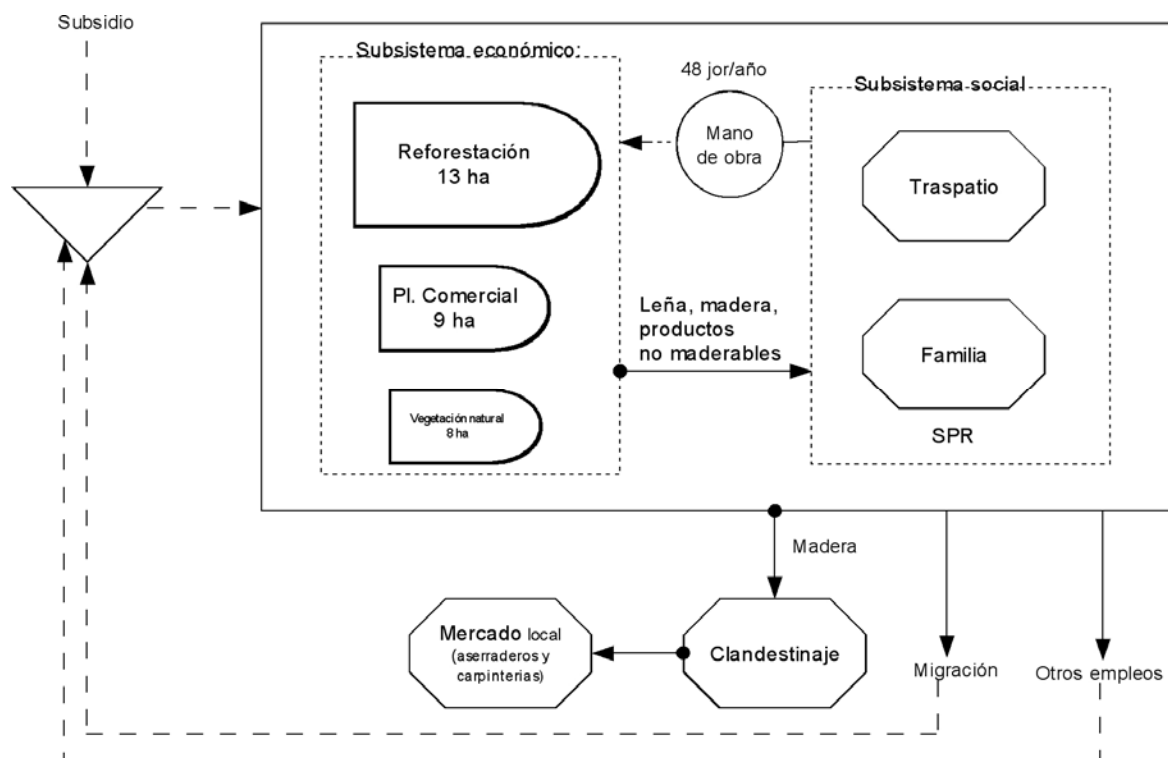 Subsidio
Subsistema económico:
48 jor/año
Subsistema social
Reforestación
13 ha
Mano
de obra
Traspatio
Pl. Comercial
9 ha
Leña, madera,
productos
no maderables
Familia
Vegetación natural
8 ha
SPR
Madera
Mercado local
(aserraderos y
carpinterias)
Clandestinaje
Migración
Otros empleos